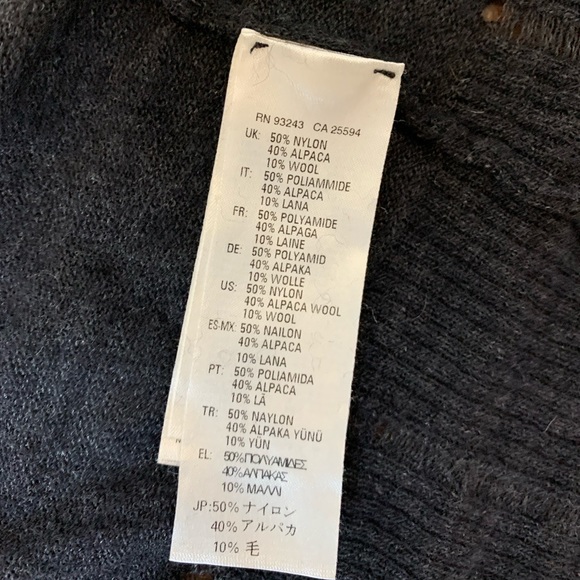 RN 93243 CA 25594
UK: 50% NYLON
40% ALPACA
10% WOOL
IT: 50% POLIAMMIDE
40% ALPACA
10% LANA
FR: 50% POLYAMIDE
40% ALPAGA
10% LAINE
DE: 50% POLYAMID
40% ALPAKA
10% WOLLE
US: 50% NYLON
40% ALPACA WOOL
10% WOOL
ES-MX: 50% NAILON
40% ALPACA
10% LANA
PT: 50% POLIAMIDA
40% ALPACA
10% LÃ
TR: 50% NAYLON
40% ALPAKA YÜNÜ
10% YÜN
EL: 50% ΠΟΛΥΑΜΙΔΕΣ
40% ΑΛΠΑΚΑΣ
10% ΜΑΛΛΙ
JP:50% ナイロン
40% アルパカ
10% 毛